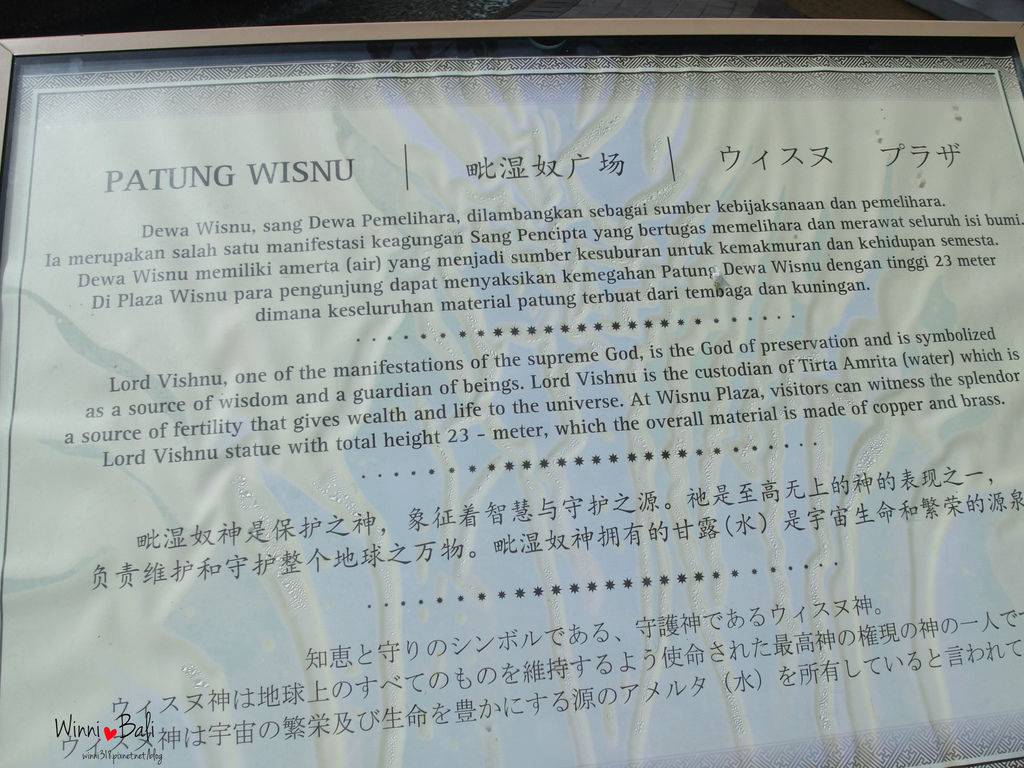 PATUNG WISNU | 毗湿奴广场 | ウィスヌ プラザ
Dewa Wisnu, sang Dewa Pemelihara, dilambangkan sebagai sumber kebijaksanaan dan pemelihara.
Ia merupakan salah satu manifestasi keagungan Sang Pencipta yang bertugas memelihara dan merawat seluruh isi bumi.
Dewa Wisnu memiliki amerta (air) yang menjadi sumber kesuburan untuk kemakmuran dan kehidupan semesta.
Di Plaza Wisnu para pengunjung dapat menyaksikan kemegahan Patung Dewa Wisnu dengan tinggi 23 meter
dimana keseluruhan material patung terbuat dari tembaga dan kuningan.
Lord Vishnu, one of the manifestations of the supreme God, is the God of preservation and is symbolized
as a source of wisdom and a guardian of beings. Lord Vishnu is the custodian of Tirta Amrita (water) which is
a source of fertility that gives wealth and life to the universe. At Wisnu Plaza, visitors can witness the splendor
Lord Vishnu statue with total height 23 - meter, which the overall material is made of copper and brass.
毗湿奴神是保护之神，象征着智慧与守护之源。祂是至高无上的神的表现之一，
负责维护和守护整个地球之万物。毗湿奴神拥有的甘露(水）是宇宙生命和繁荣的源泉
知恵と守りのシンボルである、守護神であるウィスヌ神。
ウィスヌ神は地球上のすべてのものを維持するよう使命された最高神の権現の神の一人で
ウィスヌ神は宇宙の繁栄及び生命を豊かにする源のアメルタ（水）を所有していると言われて
Winni Bali
winni318.pixnet.net/blog